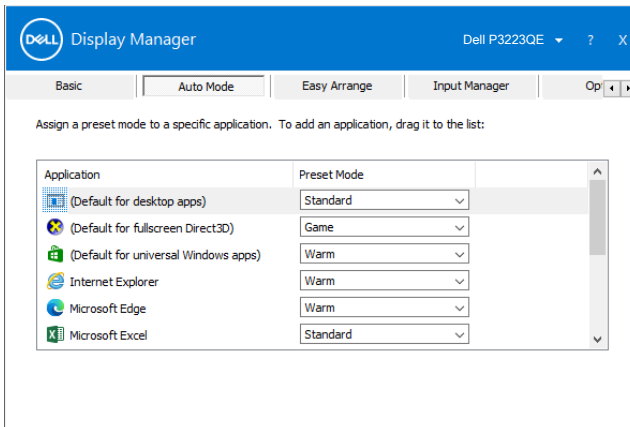 DELL Display Manager Dell P3223QE ? X
Basic Auto Mode Easy Arrange Input Manager
Assign a preset mode to a specific application. To add an application, drag it to the list:
Application Preset Mode
(Default for desktop apps) Standard
(Default for fullscreen Direct3D) Game
(Default for universal Windows apps) Warm
Internet Explorer Warm
Microsoft Edge Warm
Microsoft Excel Standard